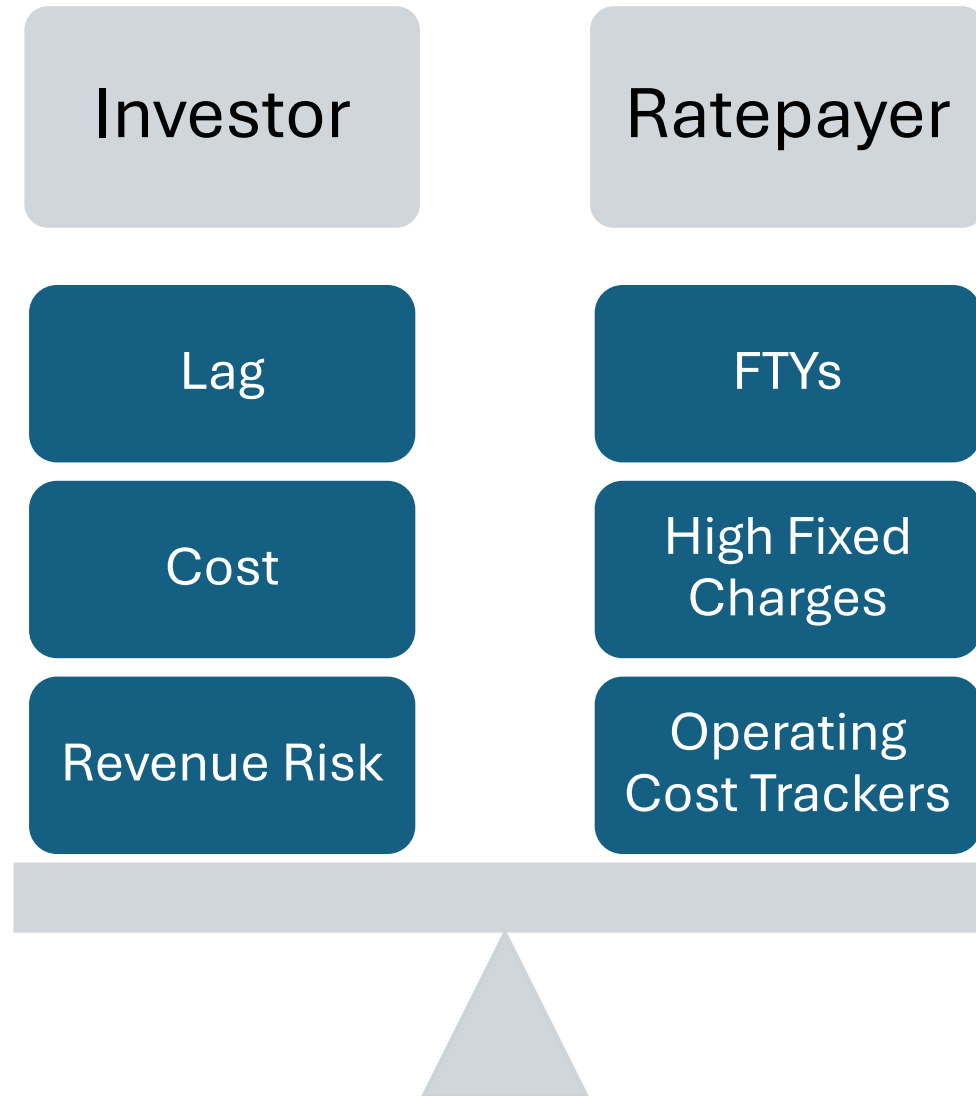 Investor
Ratepayer
Lag
FTYs
Cost
High Fixed
Charges
Revenue Risk
Operating
Cost Trackers